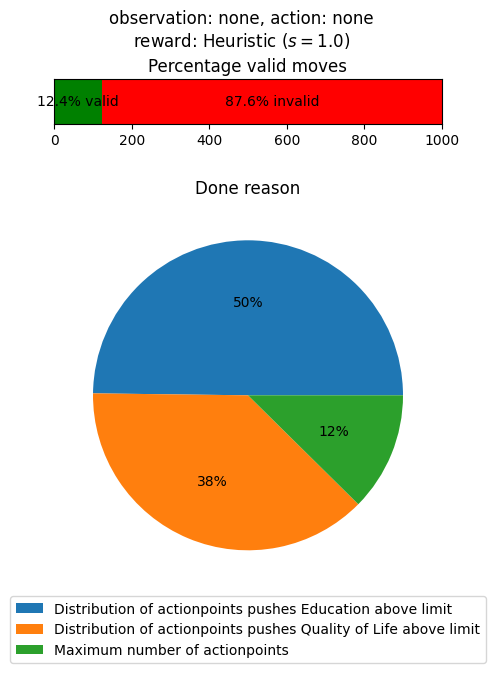 observation: none, action: none
reward: Heuristic (s = 1.0)
Percentage valid moves
12.4% valid 87.6% invalid
0 200 400 600 800 1000
Done reason
50%
12%
38%
Distribution of actionpoints pushes Education above limit
Distribution of actionpoints pushes Quality of Life above limit
Maximum number of actionpoints